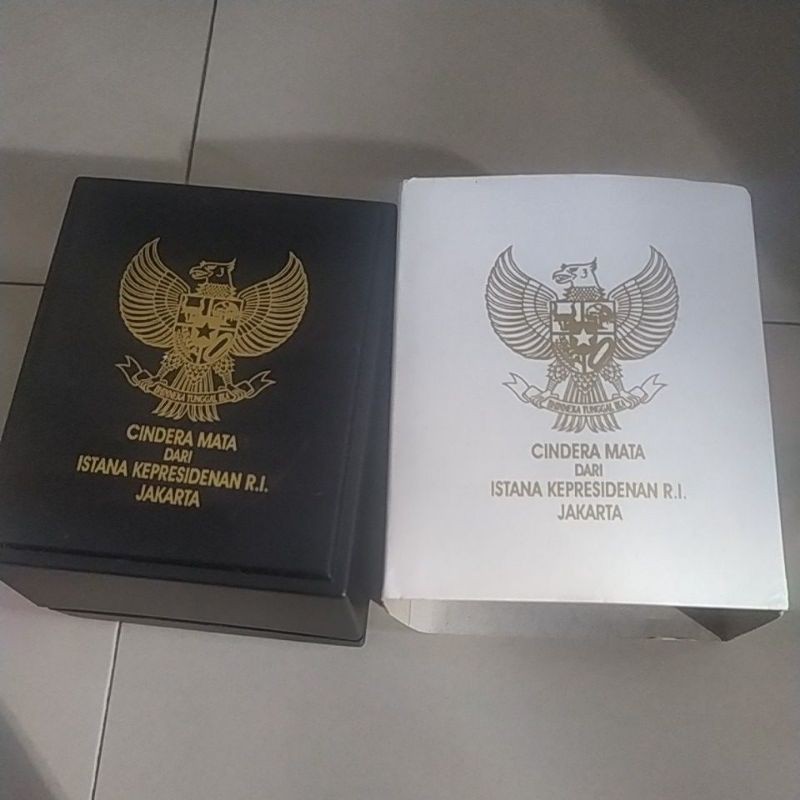 BHINNEKA TUNGGAL IKA
CINDERA MATA
DARI
ISTANA KEPRESIDENAN R.I.
JAKARTA
BHINNEKA TUNGGAL IKA
CINDERA MATA
DARI
ISTANA KEPRESIDENAN R.I.
JAKARTA